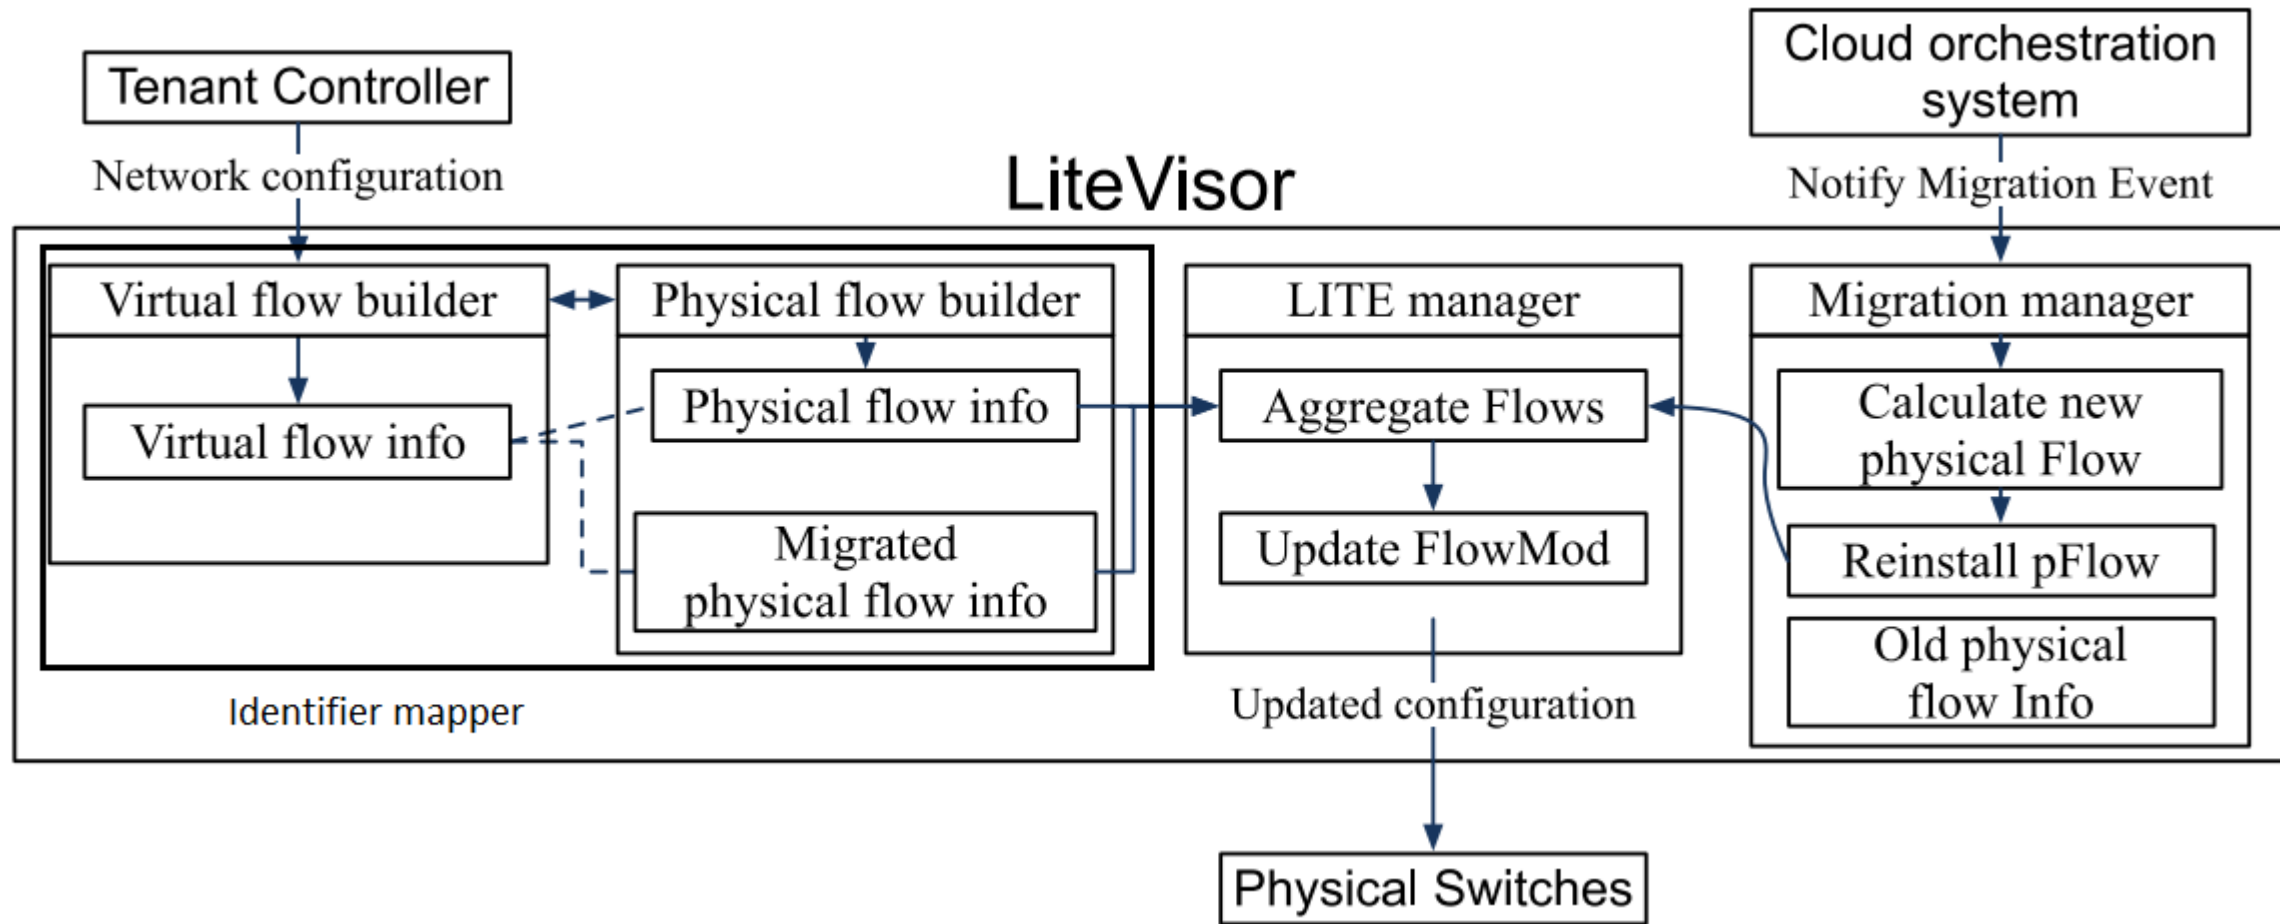 Tenant Controller
Cloud orchestration
system
Network configuration
LiteVisor
Notify Migration Event
Virtual flow builder
Physical flow builder
LITE manager
Migration manager
Virtual flow info
Physical flow info
Aggregate Flows
Calculate new
physical Flow
Migrated
physical flow info
Update FlowMod
Reinstall pFlow
Old physical
flow Info
Identifier mapper
Updated configuration
Physical Switches